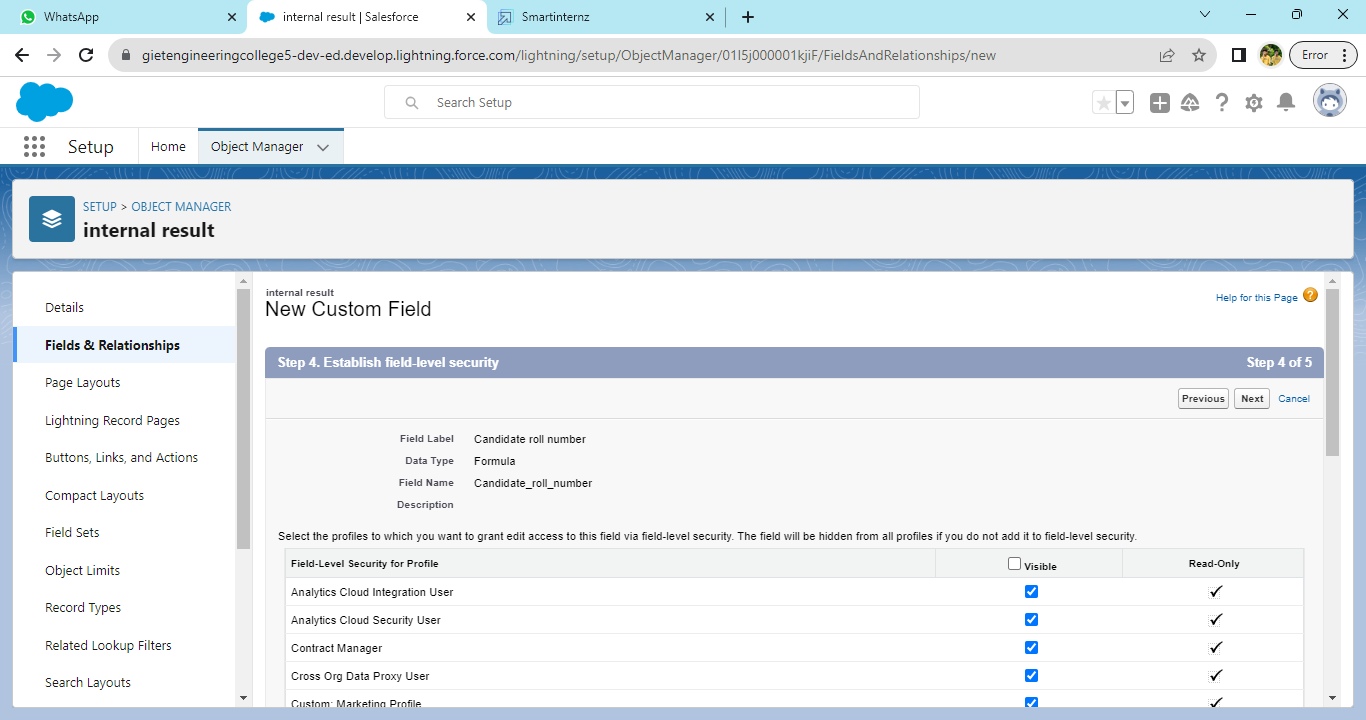 WhatsApp
internal result | Salesforce
Smartinternz
gietengineeringcollege5-dev-ed.develop.lightning.force.com/lightning/setup/ObjectManager/01I5j000001kjiF/FieldsAndRelationships/new
Error
Search Setup
Setup
Home
Object Manager
SETUP > OBJECT MANAGER
internal result
Details
Fields & Relationships
Page Layouts
Lightning Record Pages
Buttons, Links, and Actions
Compact Layouts
Field Sets
Object Limits
Record Types
Related Lookup Filters
Search Layouts
internal result
New Custom Field
Help for this Page
Step 4. Establish field-level security Step 4 of 5
Previous Next Cancel
Field Label Candidate roll number
Data Type Formula
Field Name Candidate_roll_number
Description
Select the profiles to which you want to grant edit access to this field via field-level security. The field will be hidden from all profiles if you do not add it to field-level security.
Field-Level Security for Profile Visible Read-Only
Analytics Cloud Integration User
Analytics Cloud Security User
Contract Manager
Cross Org Data Proxy User
Custom: Marketing Profile